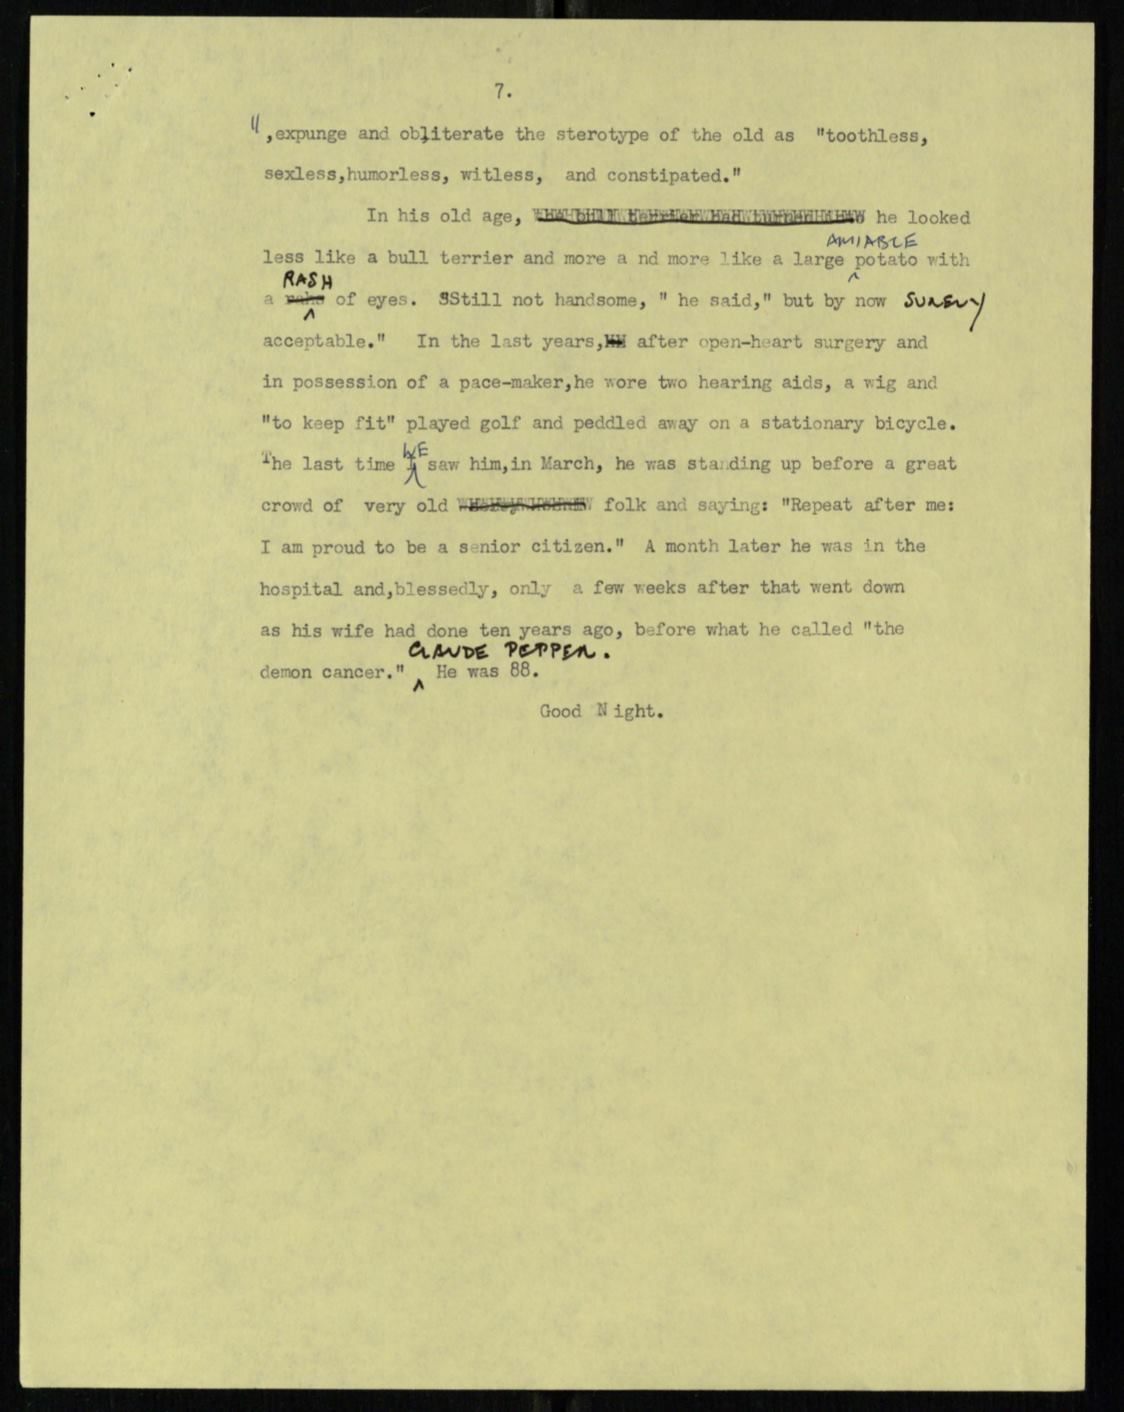 7.
" ,expunge and obliterate the sterotype of the old as "toothless,
sexless,humorless, witless, and constipated."
In his old age, he looked
AMIABLE
less like a bull terrier and more a nd more like a large potato with
RASH
a of eyes. SStill not handsome, " he said," but by now SURELY
acceptable." In the last years, after open-heart surgery and
in possession of a pace-maker,he wore two hearing aids, a wig and
"to keep fit" played golf and peddled away on a stationary bicycle.
WE
The last time I saw him,in March, he was standing up before a great
crowd of very old folk and saying: "Repeat after me:
I am proud to be a senior citizen." A month later he was in the
hospital and,blessedly, only a few weeks after that went down
as his wife had done ten years ago, before what he called "the
CLAUDE PEPPER.
demon cancer." He was 88.
Good N ight.